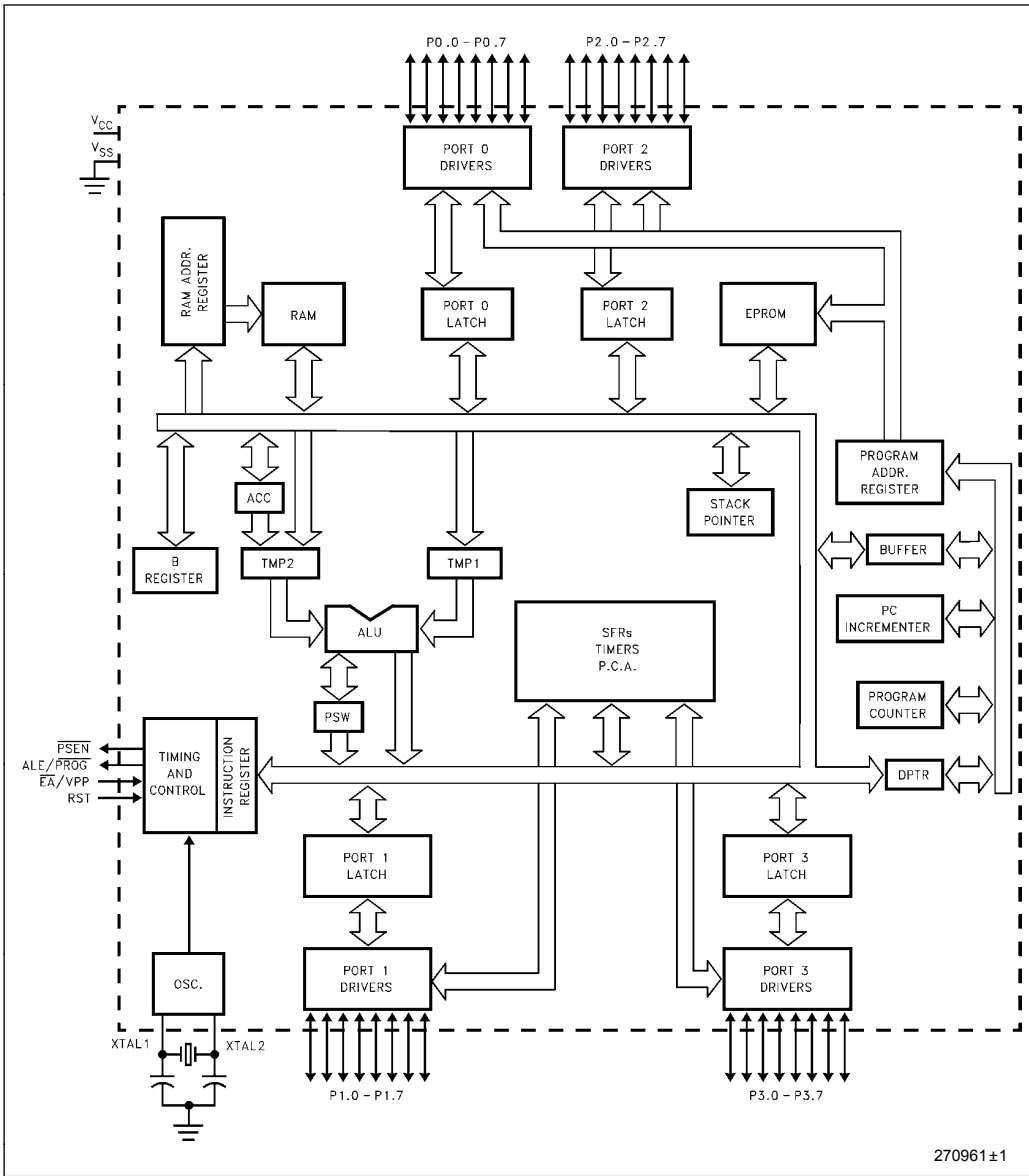 P0.0 – P0.7
P2.0 – P2.7
VCC
VSS
PORT 0
DRIVERS
PORT 2
DRIVERS
RAM ADDR.
REGISTER
RAM
PORT 0
LATCH
PORT 2
LATCH
EPROM
PROGRAM
ADDR.
REGISTER
ACC
STACK
POINTER
B
REGISTER
TMP2
TMP1
BUFFER
ALU
SFRs
TIMERS
P.C.A.
PC
INCREMENTER
PSW
PROGRAM
COUNTER
PSEN
ALE/PROG
EA/VPP
RST
TIMING
AND
CONTROL
INSTRUCTION
REGISTER
DPTR
PORT 1
LATCH
PORT 3
LATCH
OSC.
PORT 1
DRIVERS
PORT 3
DRIVERS
XTAL1
XTAL2
P1.0 – P1.7
P3.0 – P3.7
270961±1